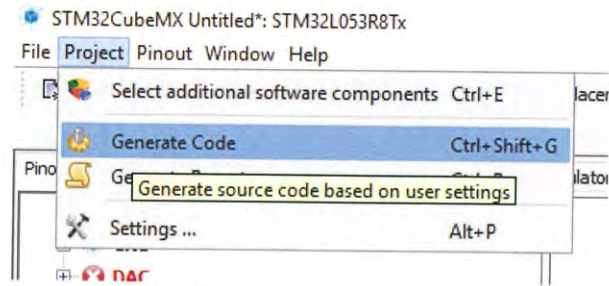 STM32CubeMX Untitled*: STM32L053R8Tx
File Project Pinout Window Help
Select additional software components Ctrl+E
Generate Code Ctrl+Shift+G
Pino
Generate source code based on user settings
Settings ... Alt+P
DAC